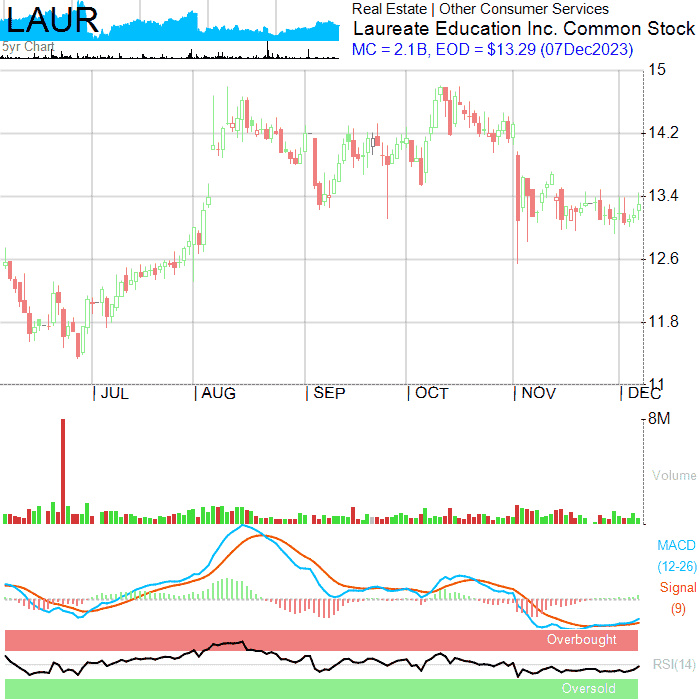 LAUR
5yr Chart
Real Estate | Other Consumer Services
Laureate Education Inc. Common Stock
MC = 2.1B, EOD = $13.29 (07Dec2023)
15
14.2
13.4
12.6
11.8
11
JUL AUG SEP OCT NOV DEC
8M
Volume
MACD
(12-26)
Signal
(9)
Overbought
RSI(14)
Oversold